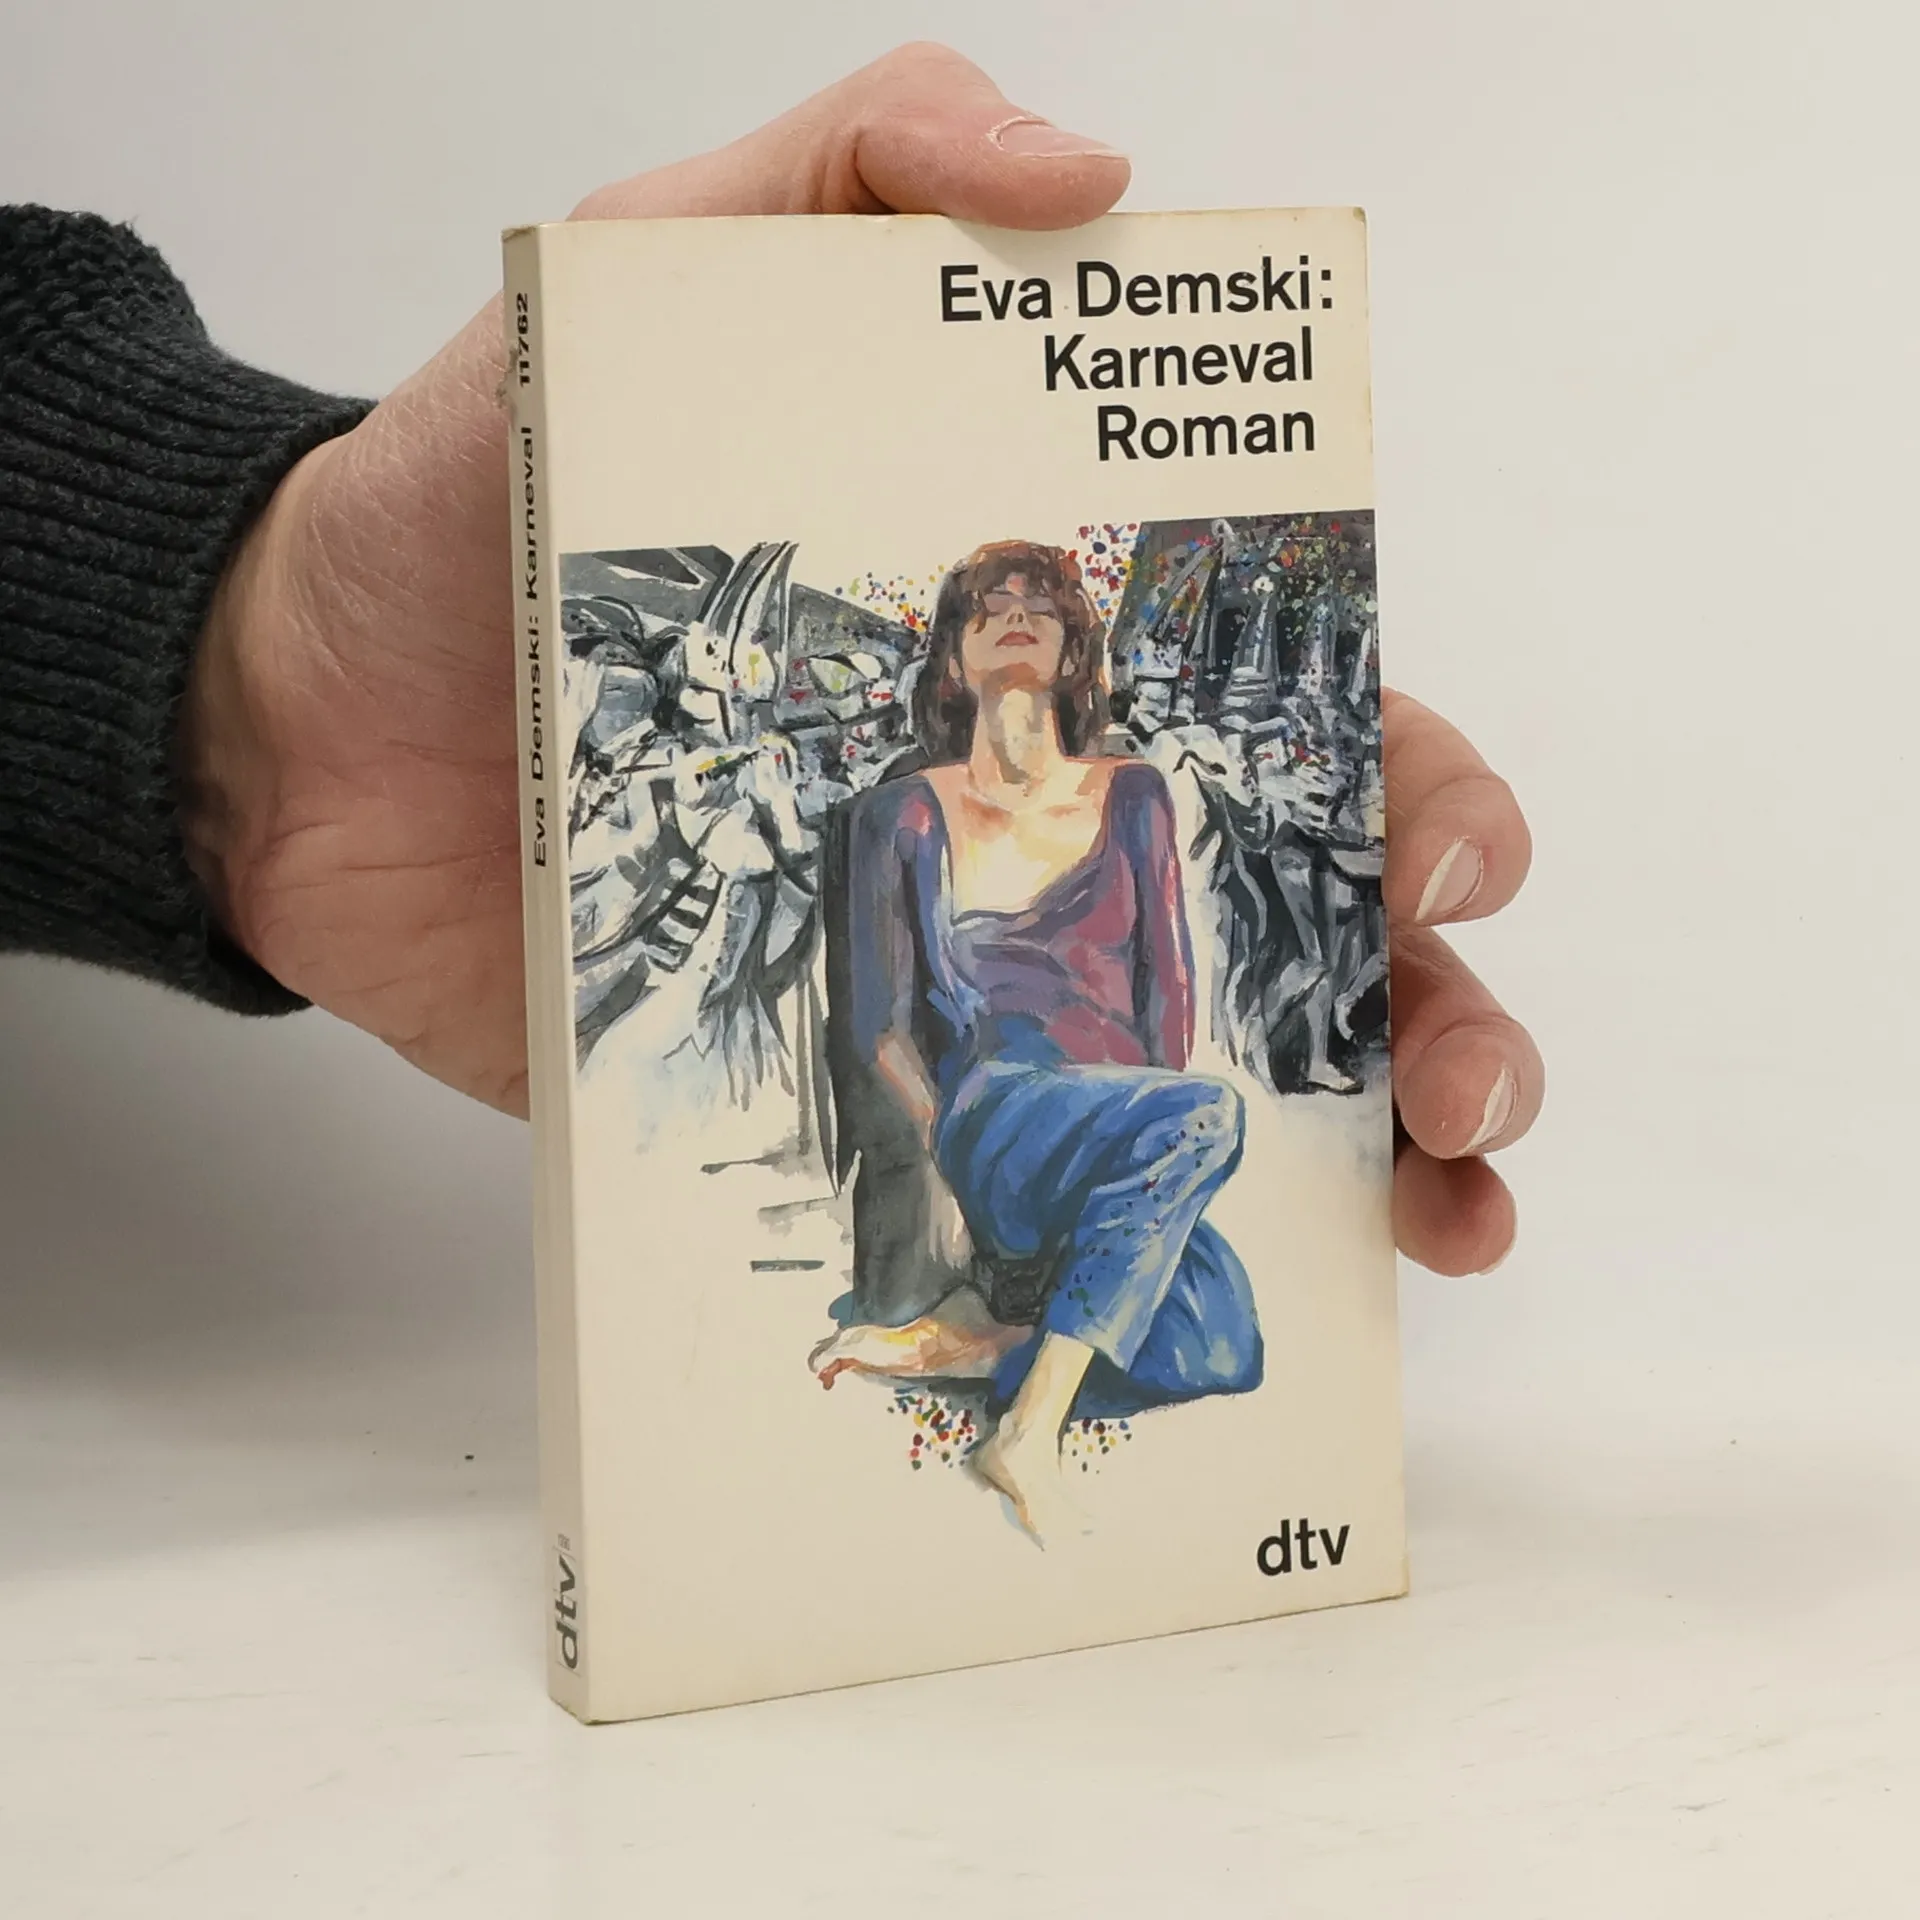 Eva Demski:
Karneval
Roman
dtv
Eva Demski: Karneval 11762
dtv